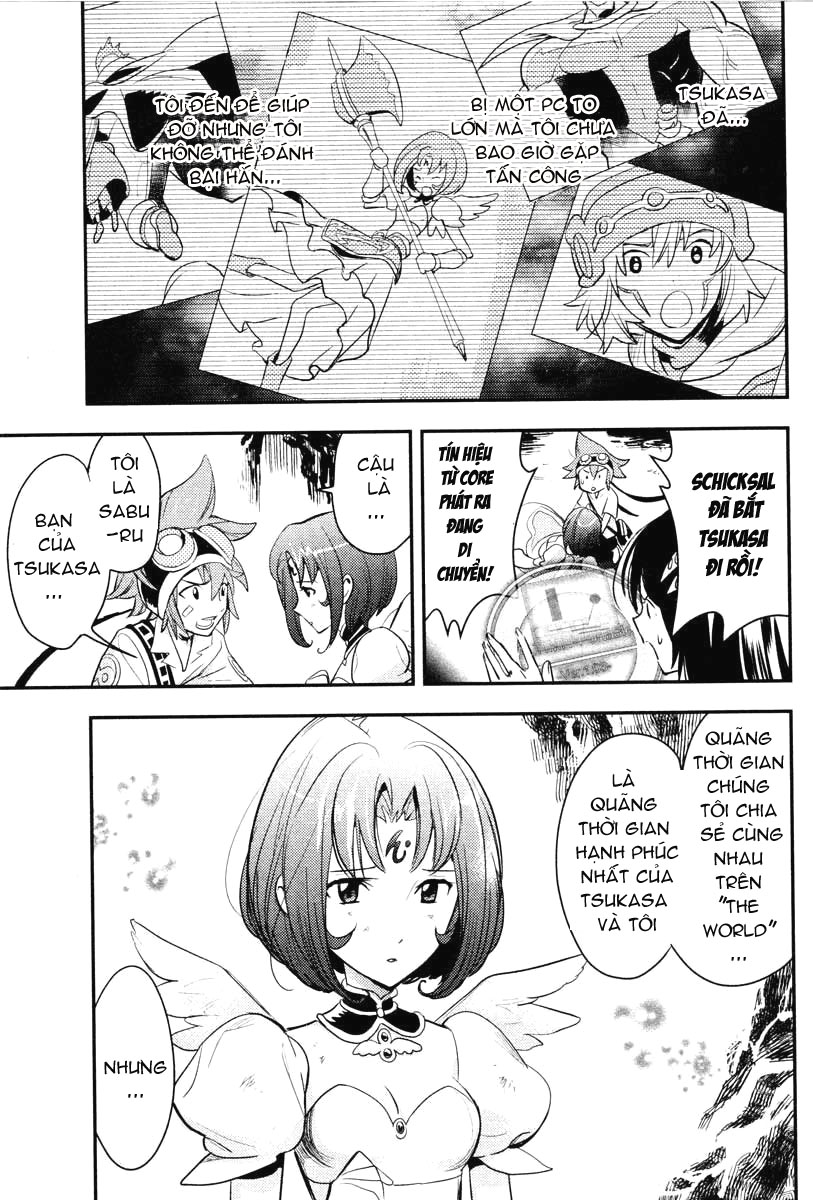 TSUKASA
ĐÃ...
BỊ MỘT PC TO
LỚN MÀ TÔI CHƯA
BAO GIỜ GẶP
TẤN CÔNG
TÔI ĐẾN ĐỂ GIÚP
ĐỠ NHƯNG TÔI
KHÔNG THỂ ĐÁNH
BẠI HẮN...
SCHICKSAL
ĐÃ BẮT
TSUKASA
ĐI RỒI!
TÍN HIỆU
TỪ CORE
PHÁT RA
ĐANG
DI
CHUYỂN!
CẬU
LÀ
...
TÔI
LÀ
SABU
-RU
BẠN
CỦA
TSUKASA
...
QUÃNG
THỜI GIAN
CHÚNG
TÔI CHIA
SẺ CÙNG
NHAU
TRÊN
"THE
WORLD"
...
LÀ
QUÃNG
THỜI GIAN
HẠNH PHÚC
NHẤT CỦA
TSUKASA
VÀ TÔI
NHƯNG
...